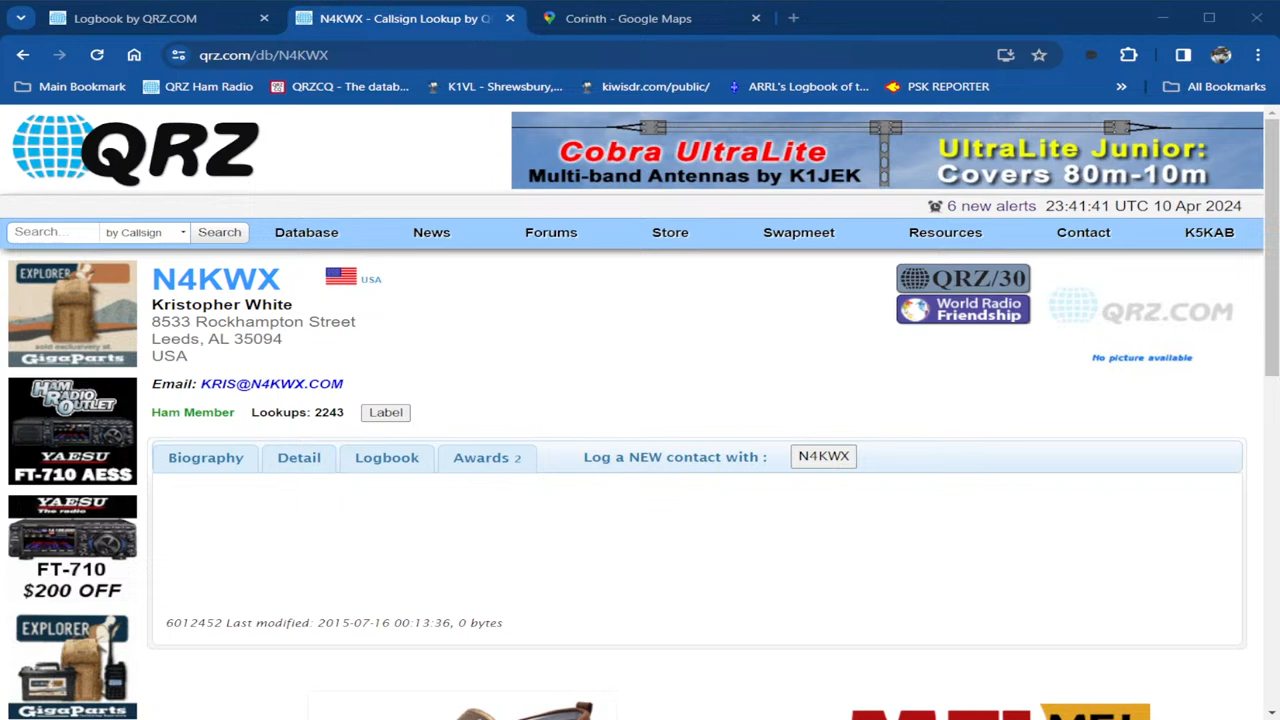 Logbook by QRZ.COM
N4KWX - Callsign Lookup by Q
Corinth - Google Maps
qrz.com/db/N4KWX
Main Bookmark
QRZ Ham Radio
QRZCQ - The datab...
K1VL - Shrewsbury,...
kiwisdr.com/public/
ARRL's Logbook of t...
PSK REPORTER
All Bookmarks
QRZ
Cobra UltraLite
Multi-band Antennas by K1JEK
UltraLite Junior:
Covers 80m-10m
6 new alerts 23:41:41 UTC 10 Apr 2024
Search...
by Callsign
Search
Database
News
Forums
Store
Swapmeet
Resources
Contact
K5KAB
EXPLORER
sold exclusively at
GigaParts
N4KWX
USA
Kristopher White
8533 Rockhampton Street
Leeds, AL 35094
USA
Email: KRIS@N4KWX.COM
Ham Member
Lookups: 2243
Label
QRZ/30
World Radio
Friendship
QRZ.COM
No picture available
HAM RADIO
OUTLET
YAESU
FT-710 AESS
Biography
Detail
Logbook
Awards 2
Log a NEW contact with :
N4KWX
YAESU
The radio
FT-710
$200 OFF
6012452 Last modified: 2015-07-16 00:13:36, 0 bytes
EXPLORER
GigaParts